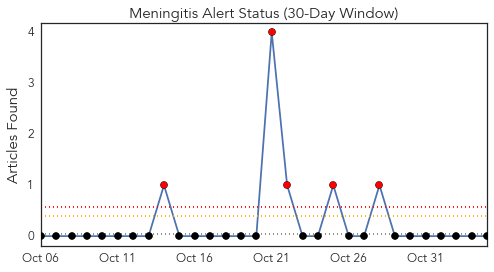 Meningitis Alert Status (30-Day Window)
Articles Found
4
3
2
1
0
Oct 06 Oct 11 Oct 16 Oct 21 Oct 26 Oct 31